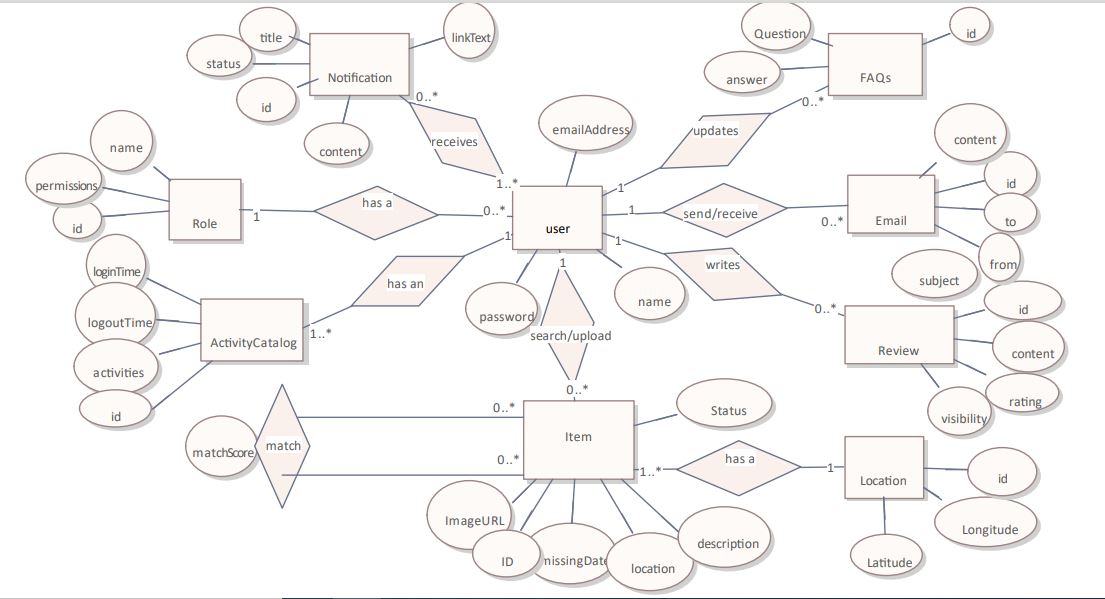 title
linkText
status
Notification
id
content
0..*
receives
1..*
Question
id
answer
FAQs
0..*
updates
1
emailAddress
name
permissions
id
Role
1
has a
0..*
user
1
send/receive
0..*
content
id
to
from
subject
Email
1
writes
0..*
loginTime
logoutTime
activities
id
ActivityCatalog
1..*
has an
1
password
name
1
search/upload
0..*
id
content
rating
visibility
Review
matchScore
match
0..*
0..*
Item
Status
1..*
has a
1
Location
id
Longitude
Latitude
ImageURL
ID
missingDate
location
description